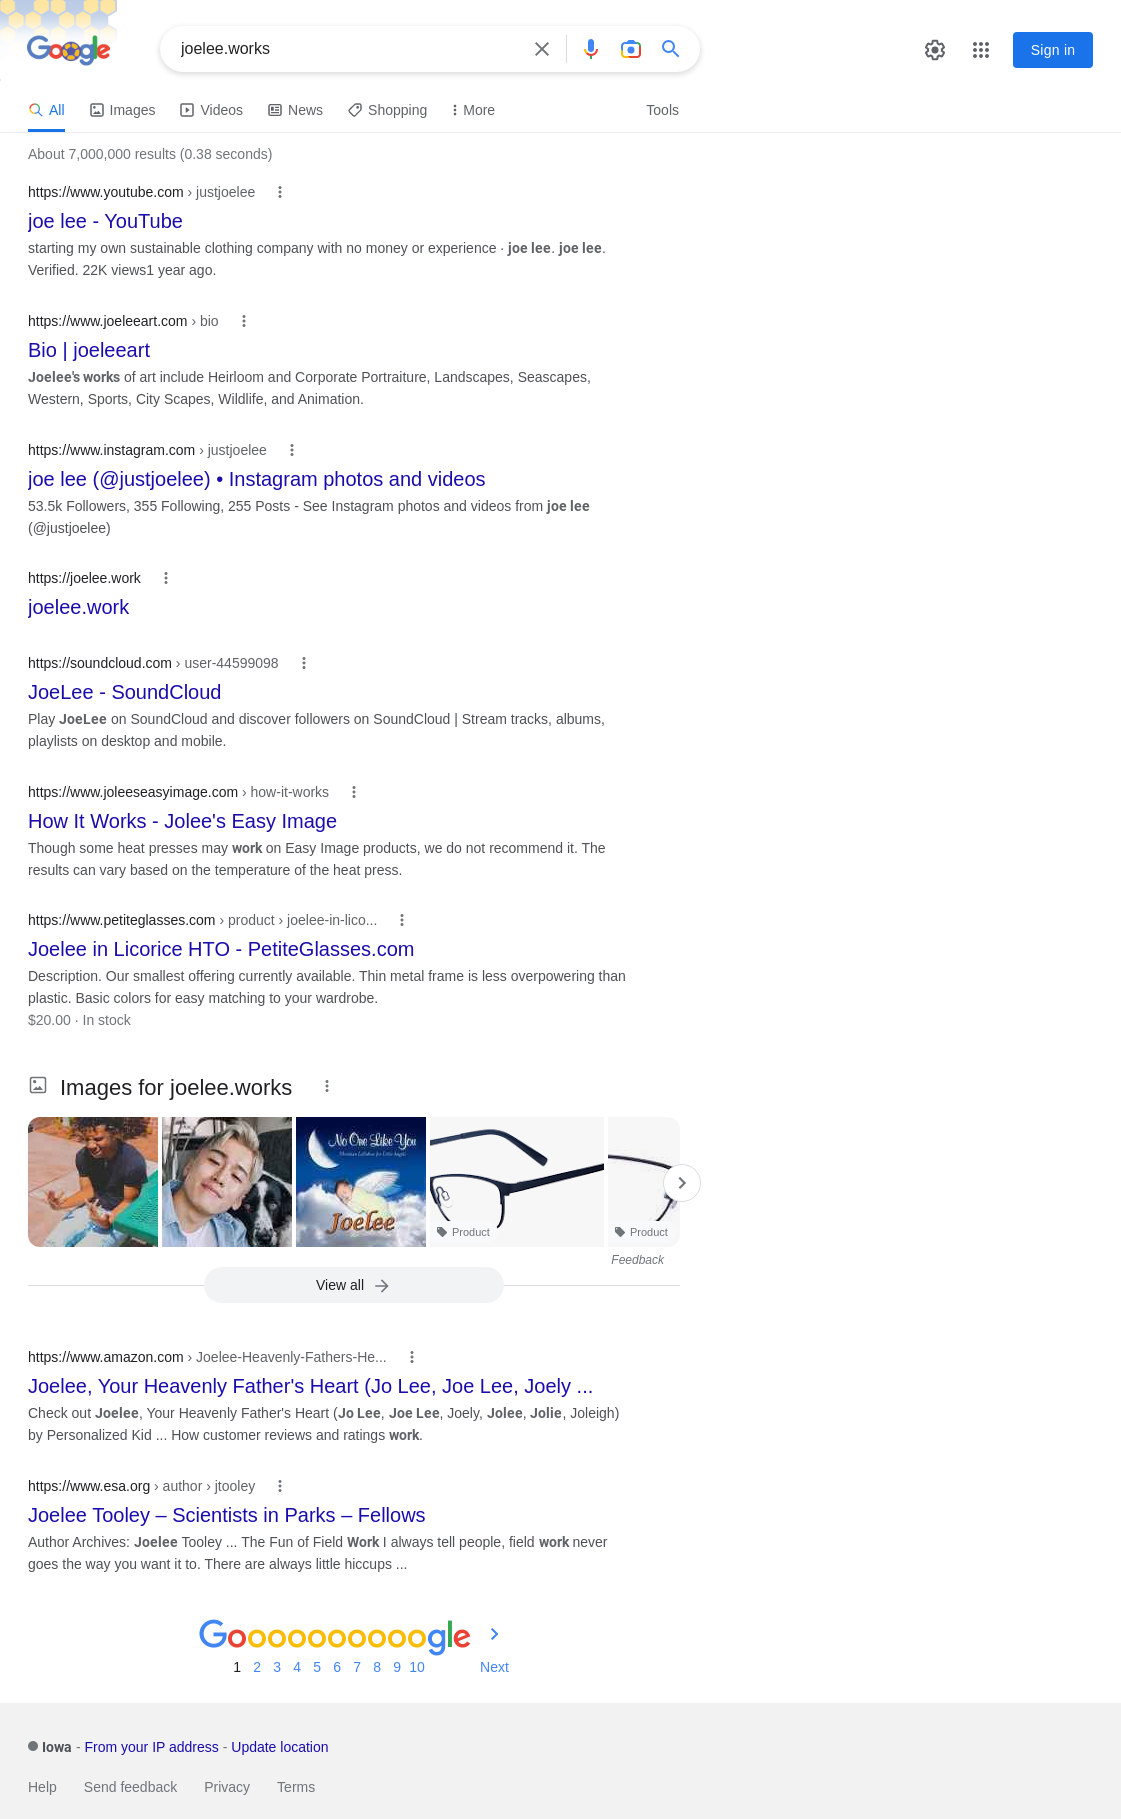 Google
joelee.works
Sign in
All
Images
Videos
News
Shopping
More
Tools
About 7,000,000 results (0.38 seconds)
https://www.youtube.com › justjoelee
joe lee - YouTube
starting my own sustainable clothing company with no money or experience · joe lee. joe lee.
Verified. 22K views1 year ago.
https://www.joeleeart.com › bio
Bio | joeleeart
Joelee's works of art include Heirloom and Corporate Portraiture, Landscapes, Seascapes,
Western, Sports, City Scapes, Wildlife, and Animation.
https://www.instagram.com › justjoelee
joe lee (@justjoelee) • Instagram photos and videos
53.5k Followers, 355 Following, 255 Posts - See Instagram photos and videos from joe lee
(@justjoelee)
https://joelee.work
joelee.work
https://soundcloud.com › user-44599098
JoeLee - SoundCloud
Play JoeLee on SoundCloud and discover followers on SoundCloud | Stream tracks, albums,
playlists on desktop and mobile.
https://www.joleeseasyimage.com › how-it-works
How It Works - Jolee's Easy Image
Though some heat presses may work on Easy Image products, we do not recommend it. The
results can vary based on the temperature of the heat press.
https://www.petiteglasses.com › product › joelee-in-lico...
Joelee in Licorice HTO - PetiteGlasses.com
Description. Our smallest offering currently available. Thin metal frame is less overpowering than
plastic. Basic colors for easy matching to your wardrobe.
$20.00 · In stock
Images for joelee.works
No One Like You
Christian Lullabies for Little Angels
Joelee
Product
Product
Feedback
View all
https://www.amazon.com › Joelee-Heavenly-Fathers-He...
Joelee, Your Heavenly Father's Heart (Jo Lee, Joe Lee, Joely ...
Check out Joelee, Your Heavenly Father's Heart (Jo Lee, Joe Lee, Joely, Jolee, Jolie, Joleigh)
by Personalized Kid ... How customer reviews and ratings work.
https://www.esa.org › author › jtooley
Joelee Tooley – Scientists in Parks – Fellows
Author Archives: Joelee Tooley ... The Fun of Field Work I always tell people, field work never
goes the way you want it to. There are always little hiccups ...
Goooooooooogle
1 2 3 4 5 6 7 8 9 10 Next
Iowa - From your IP address - Update location
Help Send feedback Privacy Terms